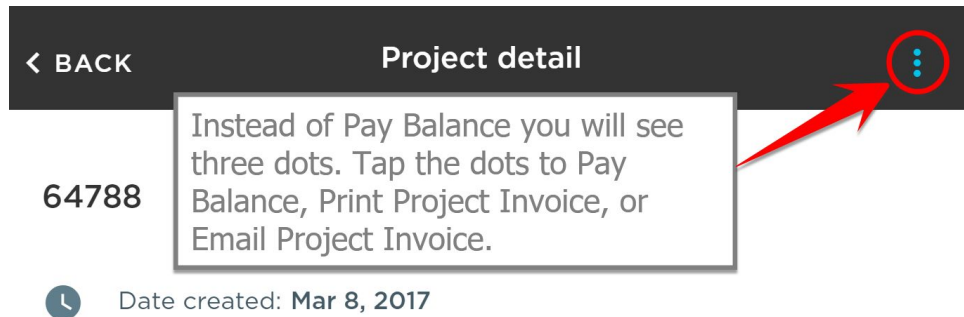 BACK
Project detail
Instead of Pay Balance you will see
three dots. Tap the dots to Pay
Balance, Print Project Invoice, or
Email Project Invoice.
64788
Date created: Mar 8, 2017